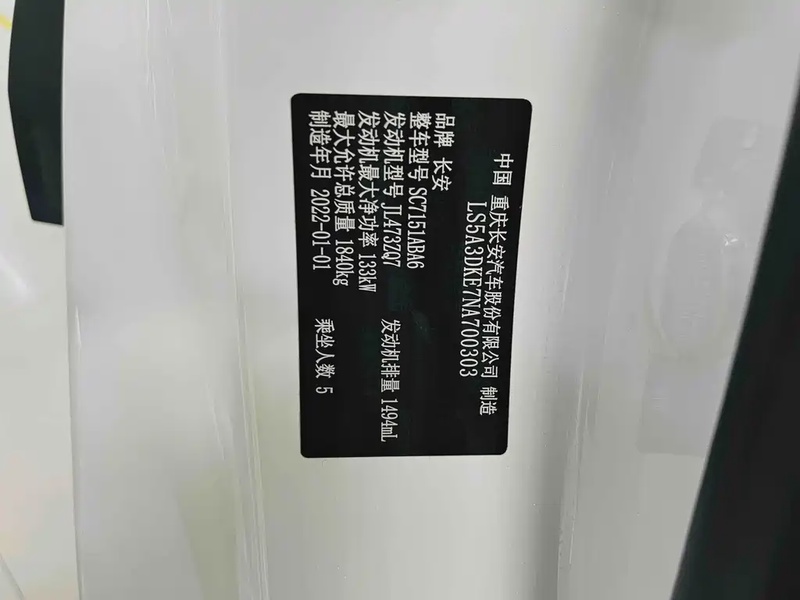 中国 重庆长安汽车股份有限公司 制造
LS5A3DKE7NA700303
品牌 长安
整车型号 SC7151ABA6
发动机型号 JL473ZQ7 发动机排量 1494mL
发动机最大净功率 133kW
最大允许总质量 1840kg
制造年月 2022-01-01 乘坐人数 5